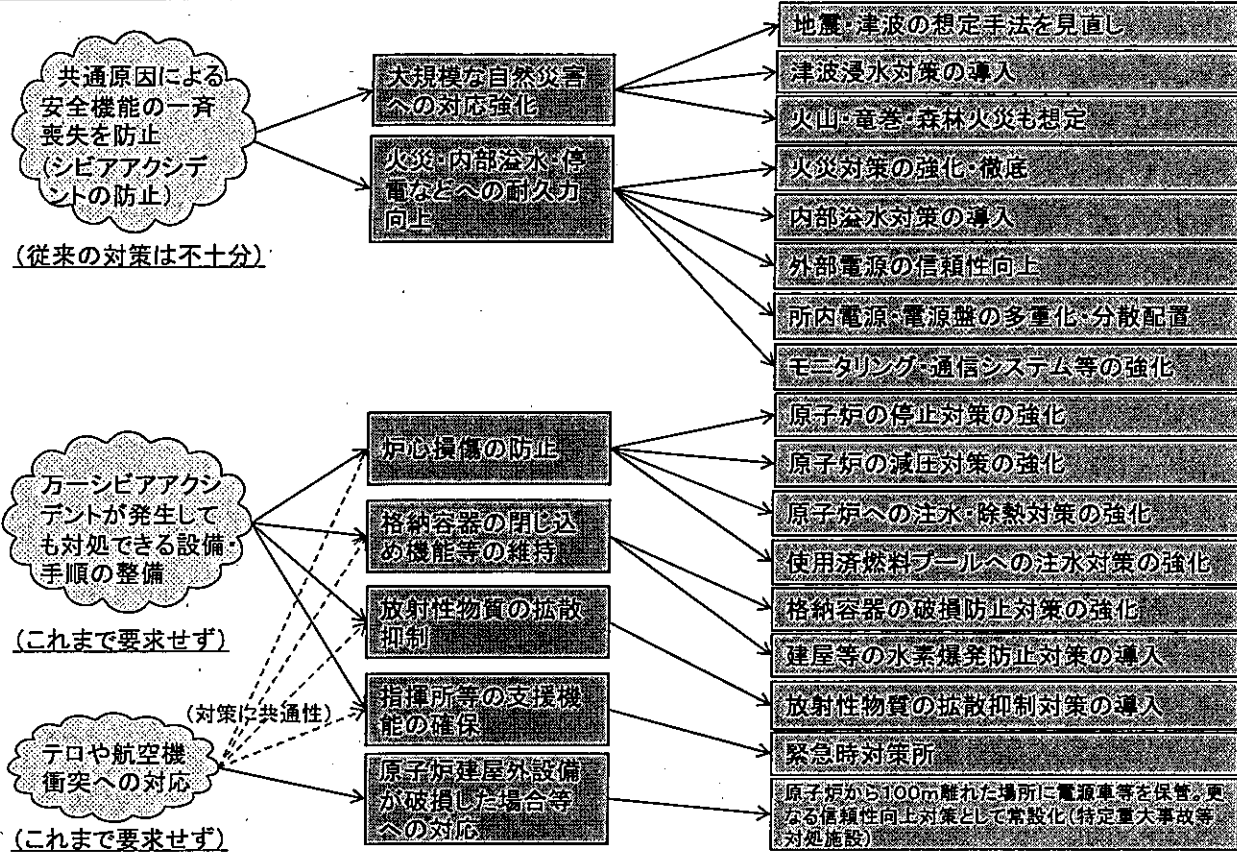 共通原因による
安全機能の一斉
喪失を防止
(シビアアクシデ
ントの防止)
(従来の対策は不十分)
大規模な自然災害
への対応強化
火災・内部溢水・停
電などへの耐久力
向上
地震・津波の想定手法を見直し
津波浸水対策の導入
火山・竜巻・森林火災も想定
火災対策の強化・徹底
内部溢水対策の導入
外部電源の信頼性向上
所内電源・電源盤の多重化・分散配置
モニタリング・通信システム等の強化
万一シビアアクシ
デントが発生して
も対処できる設備・
手順の整備
(これまで要求せず)
炉心損傷の防止
格納容器の閉じ込
め機能等の維持
放射性物質の拡散
抑制
指揮所等の支援機
能の確保
原子炉の停止対策の強化
原子炉の減圧対策の強化
原子炉への注水・除熱対策の強化
使用済燃料プールへの注水対策の強化
格納容器の破損防止対策の強化
建屋等の水素爆発防止対策の導入
放射性物質の拡散抑制対策の導入
緊急時対策所
(対策に共通性)
テロや航空機
衝突への対応
(これまで要求せず)
原子炉建屋外設備
が破損した場合等
への対応
原子炉から100m離れた場所に電源車等を保管。更
なる信頼性向上対策として常設化(特定重大事故等
対処施設)